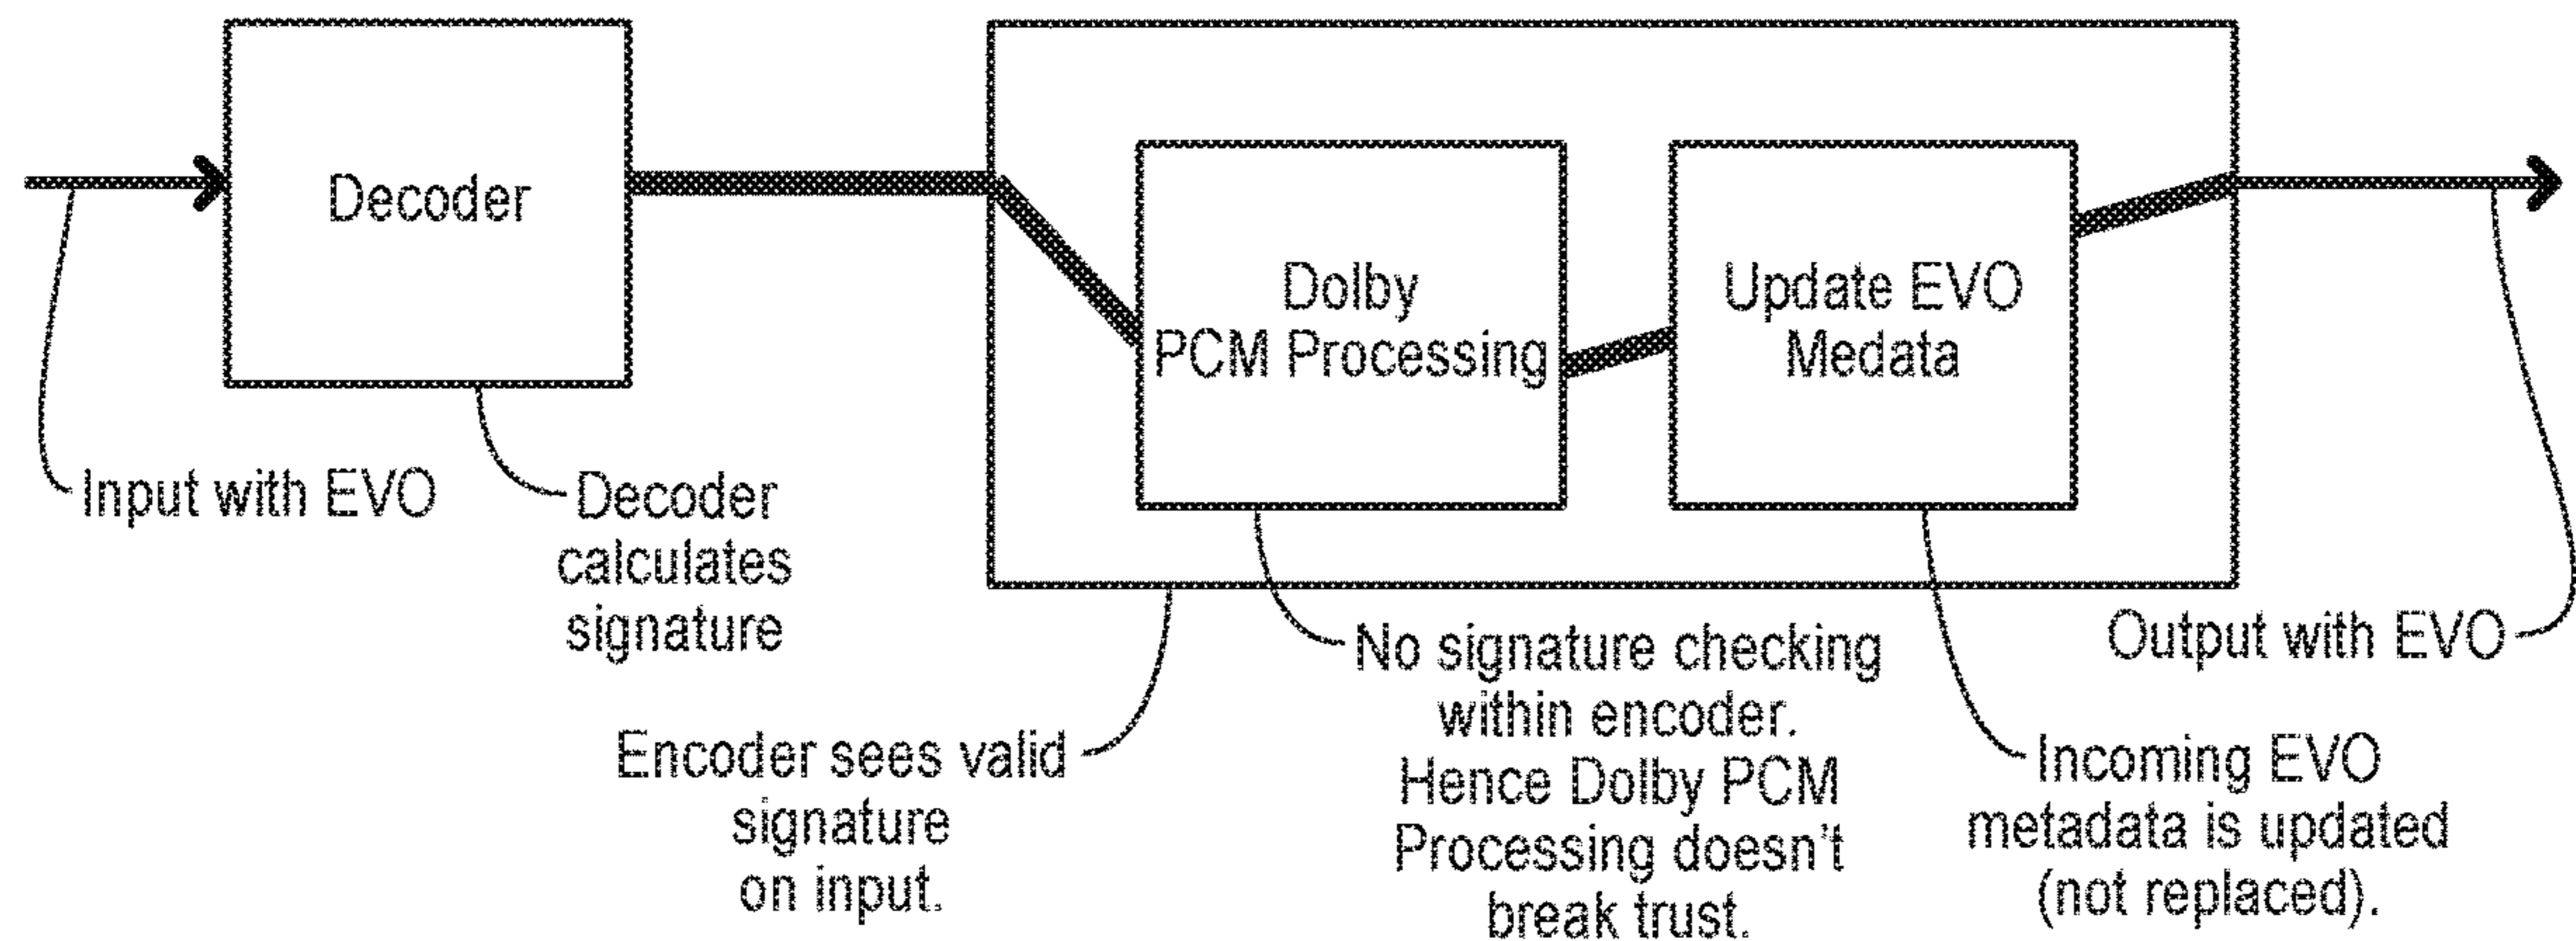 Decoder
Dolby
PCM Processing
Update EVO
Medata
Input with EVO
Decoder
calculates
signature
Encoder sees valid
signature
on input.
No signature checking
within encoder.
Hence Dolby PCM
Processing doesn't
break trust.
Incoming EVO
metadata is updated
(not replaced).
Output with EVO